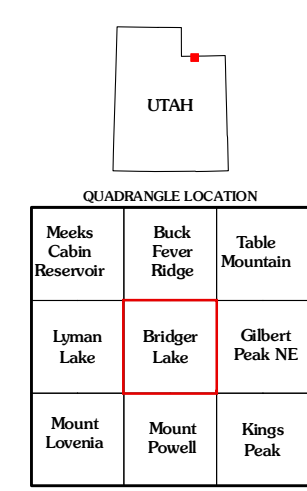 UTAH
QUADRANGLE LOCATION
Meeks
Cabin
Reservoir
Buck
Fever
Ridge
Table
Mountain
Lyman
Lake
Bridger
Lake
Gilbert
Peak NE
Mount
Lovenia
Mount
Powell
Kings
Peak